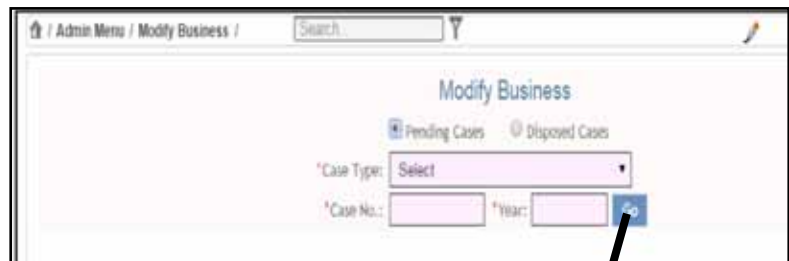 / Admin Menu / Modify Business / Search
Modify Business
Pending Cases Disposed Cases
*Case Type: Select
*Case No.: *Year: Go